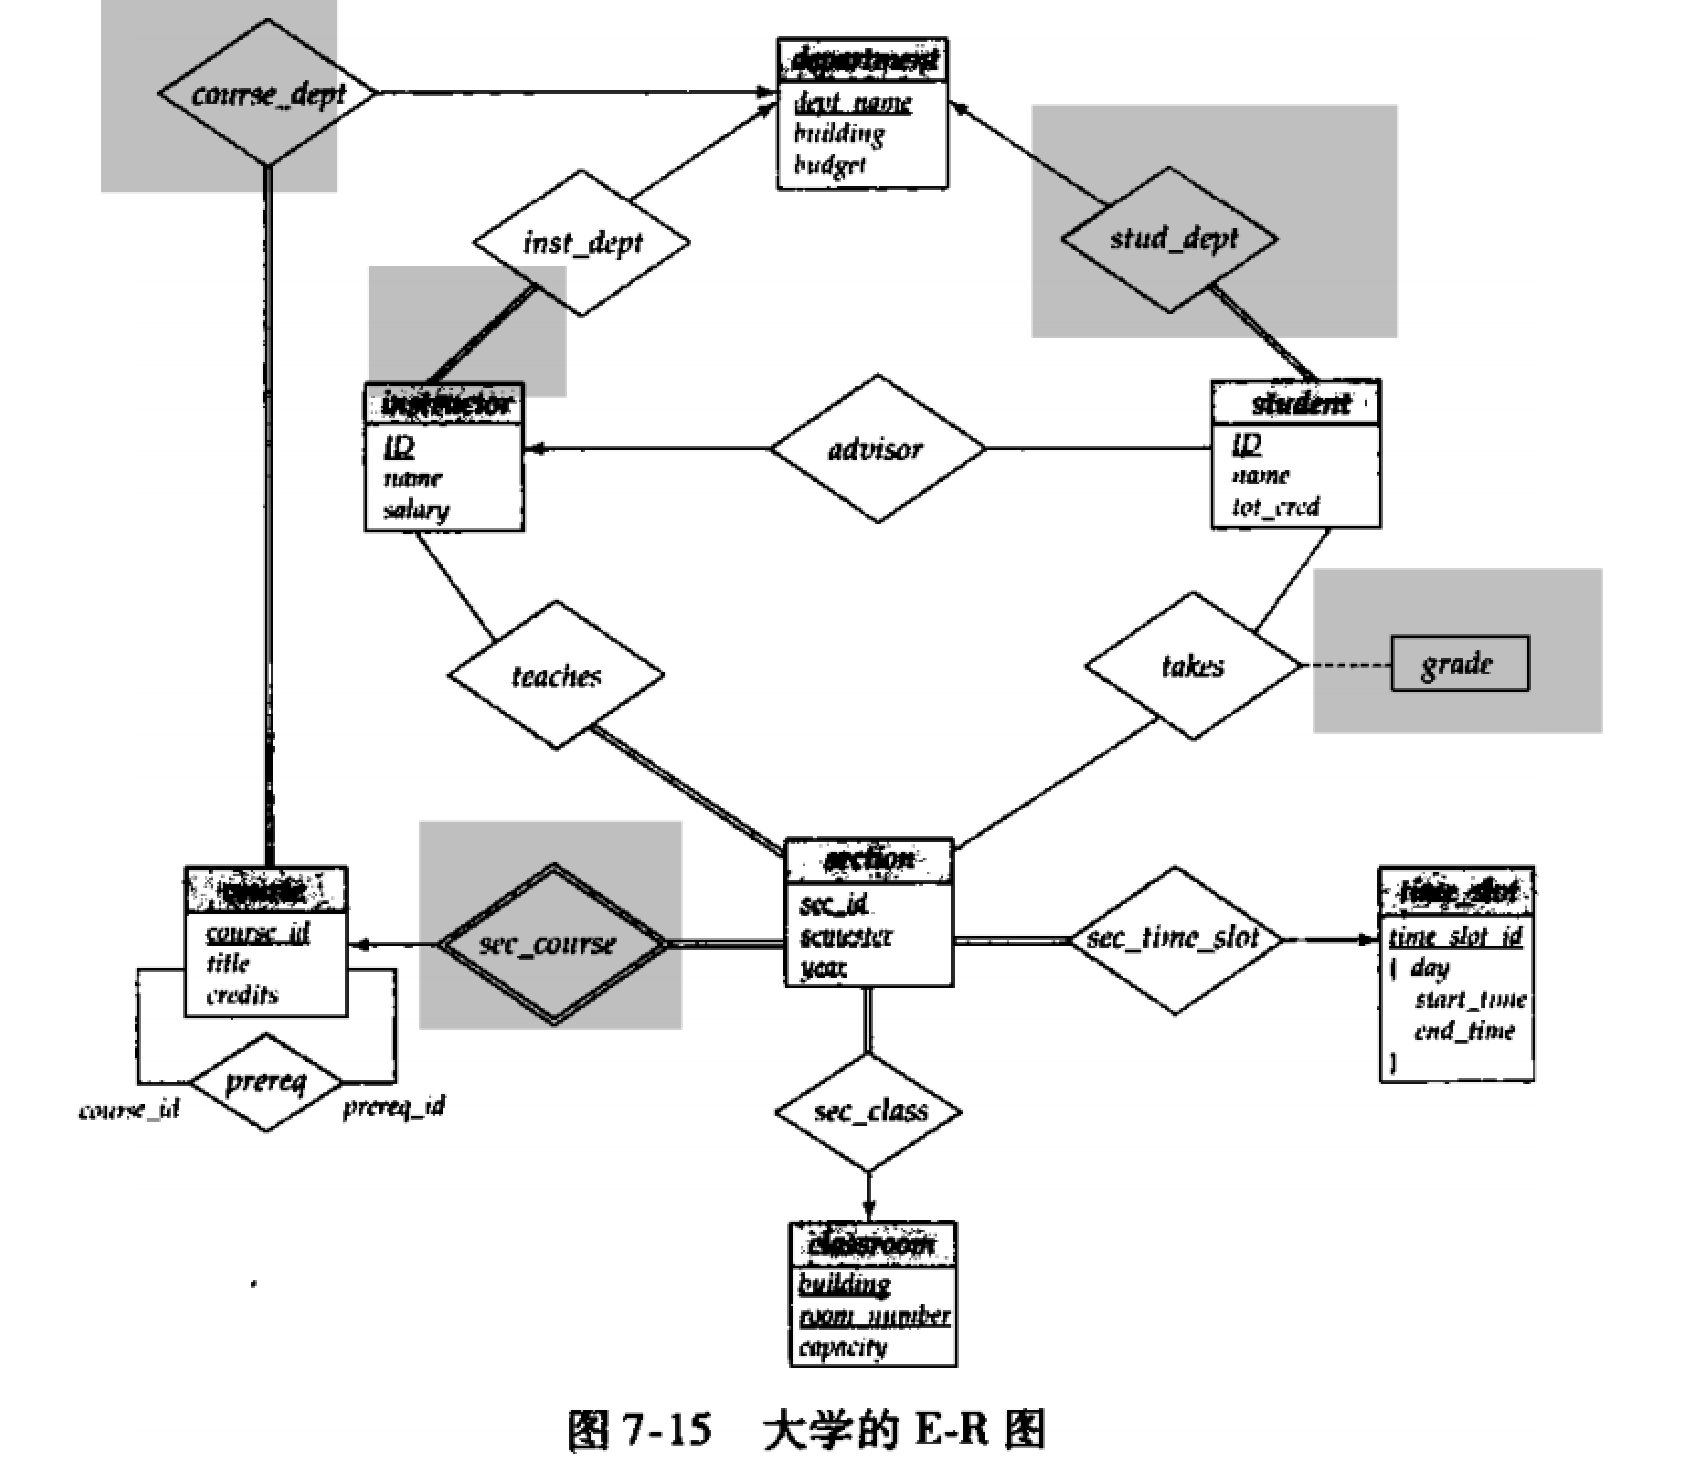 course_dept
department
dept_name
building
budget
inst_dept
stud_dept
instructor
ID
name
salary
advisor
student
ID
name
tot_cred
teaches
takes
grade
section
sec_id
semester
year
course_id
title
credits
sec_course
sec_time_slot
time_slot
time_slot_id
{ day
start_time
end_time
}
prereq
course_id
prereq_id
sec_class
classroom
building
room_number
capacity
图 7-15 大学的 E-R 图